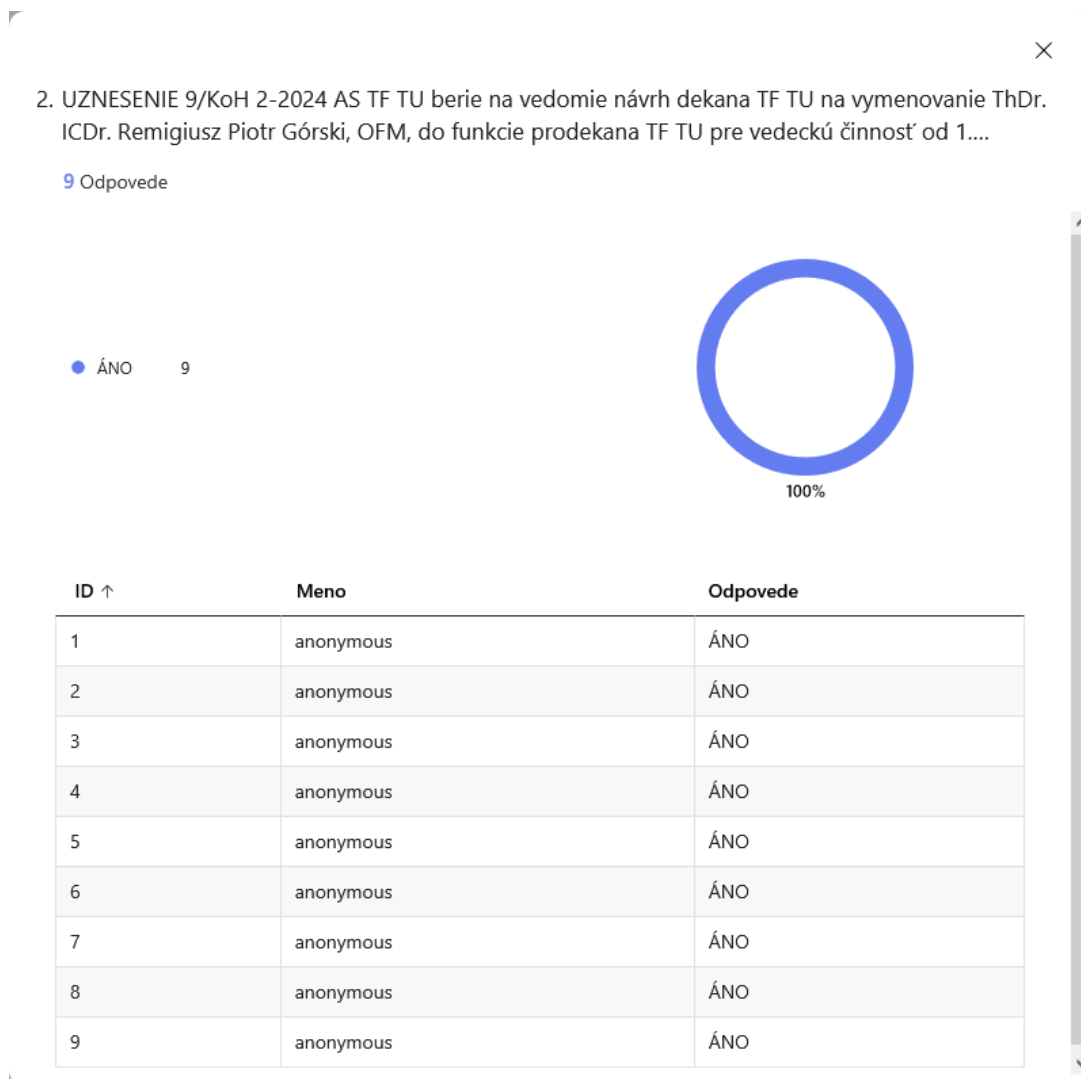 2. UZNESENIE 9/KoH 2-2024 AS TF TU berie na vedomie návrh dekana TF TU na vymenovanie ThDr.
ICDr. Remigiusz Piotr Górski, OFM, do funkcie prodekana TF TU pre vedeckú činnosť od 1....
9 Odpovede
ÁNO 9
100%
ID ↑ Meno Odpovede
1 anonymous ÁNO
2 anonymous ÁNO
3 anonymous ÁNO
4 anonymous ÁNO
5 anonymous ÁNO
6 anonymous ÁNO
7 anonymous ÁNO
8 anonymous ÁNO
9 anonymous ÁNO